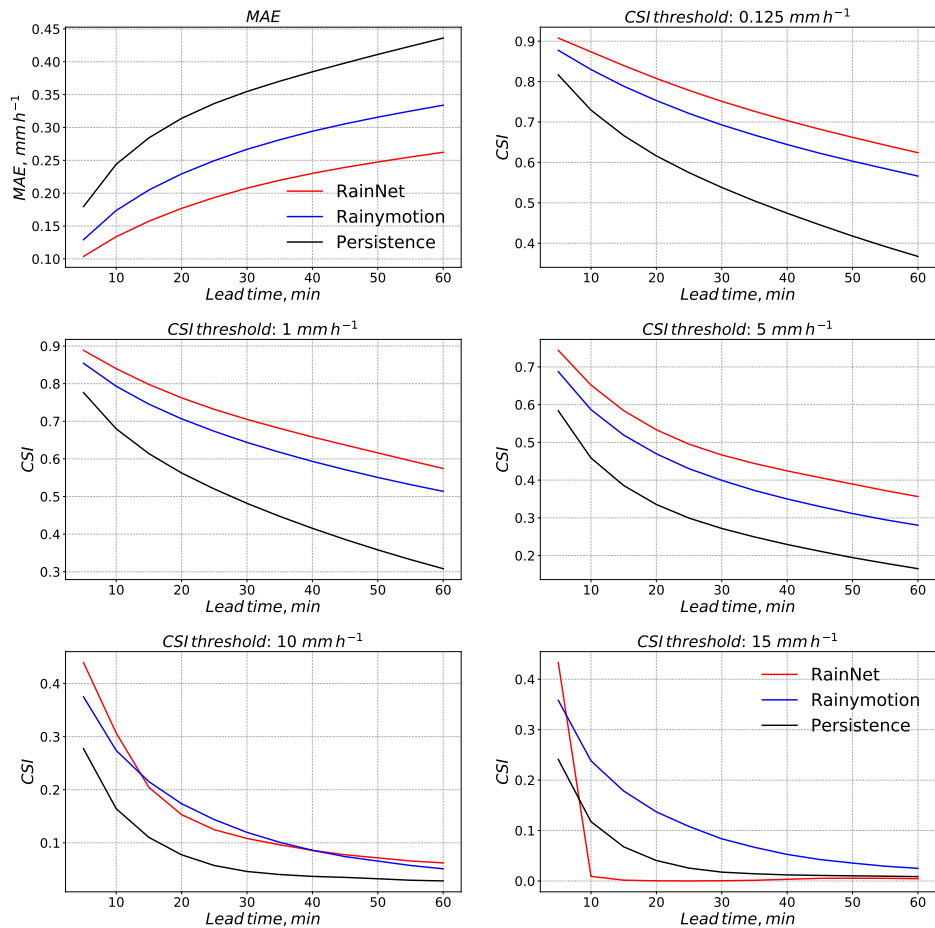 MAE
MAE, mm h⁻¹
0.45
0.40
0.35
0.30
0.25
0.20
0.15
0.10
RainNet
Rainymotion
Persistence
10 20 30 40 50 60
Lead time, min
CSI threshold: 0.125 mm h⁻¹
CSI
0.9
0.8
0.7
0.6
0.5
0.4
10 20 30 40 50 60
Lead time, min
CSI threshold: 1 mm h⁻¹
CSI
0.9
0.8
0.7
0.6
0.5
0.4
0.3
10 20 30 40 50 60
Lead time, min
CSI threshold: 5 mm h⁻¹
CSI
0.7
0.6
0.5
0.4
0.3
0.2
10 20 30 40 50 60
Lead time, min
CSI threshold: 10 mm h⁻¹
CSI
0.4
0.3
0.2
0.1
10 20 30 40 50 60
Lead time, min
CSI threshold: 15 mm h⁻¹
CSI
0.4
0.3
0.2
0.1
0.0
RainNet
Rainymotion
Persistence
10 20 30 40 50 60
Lead time, min